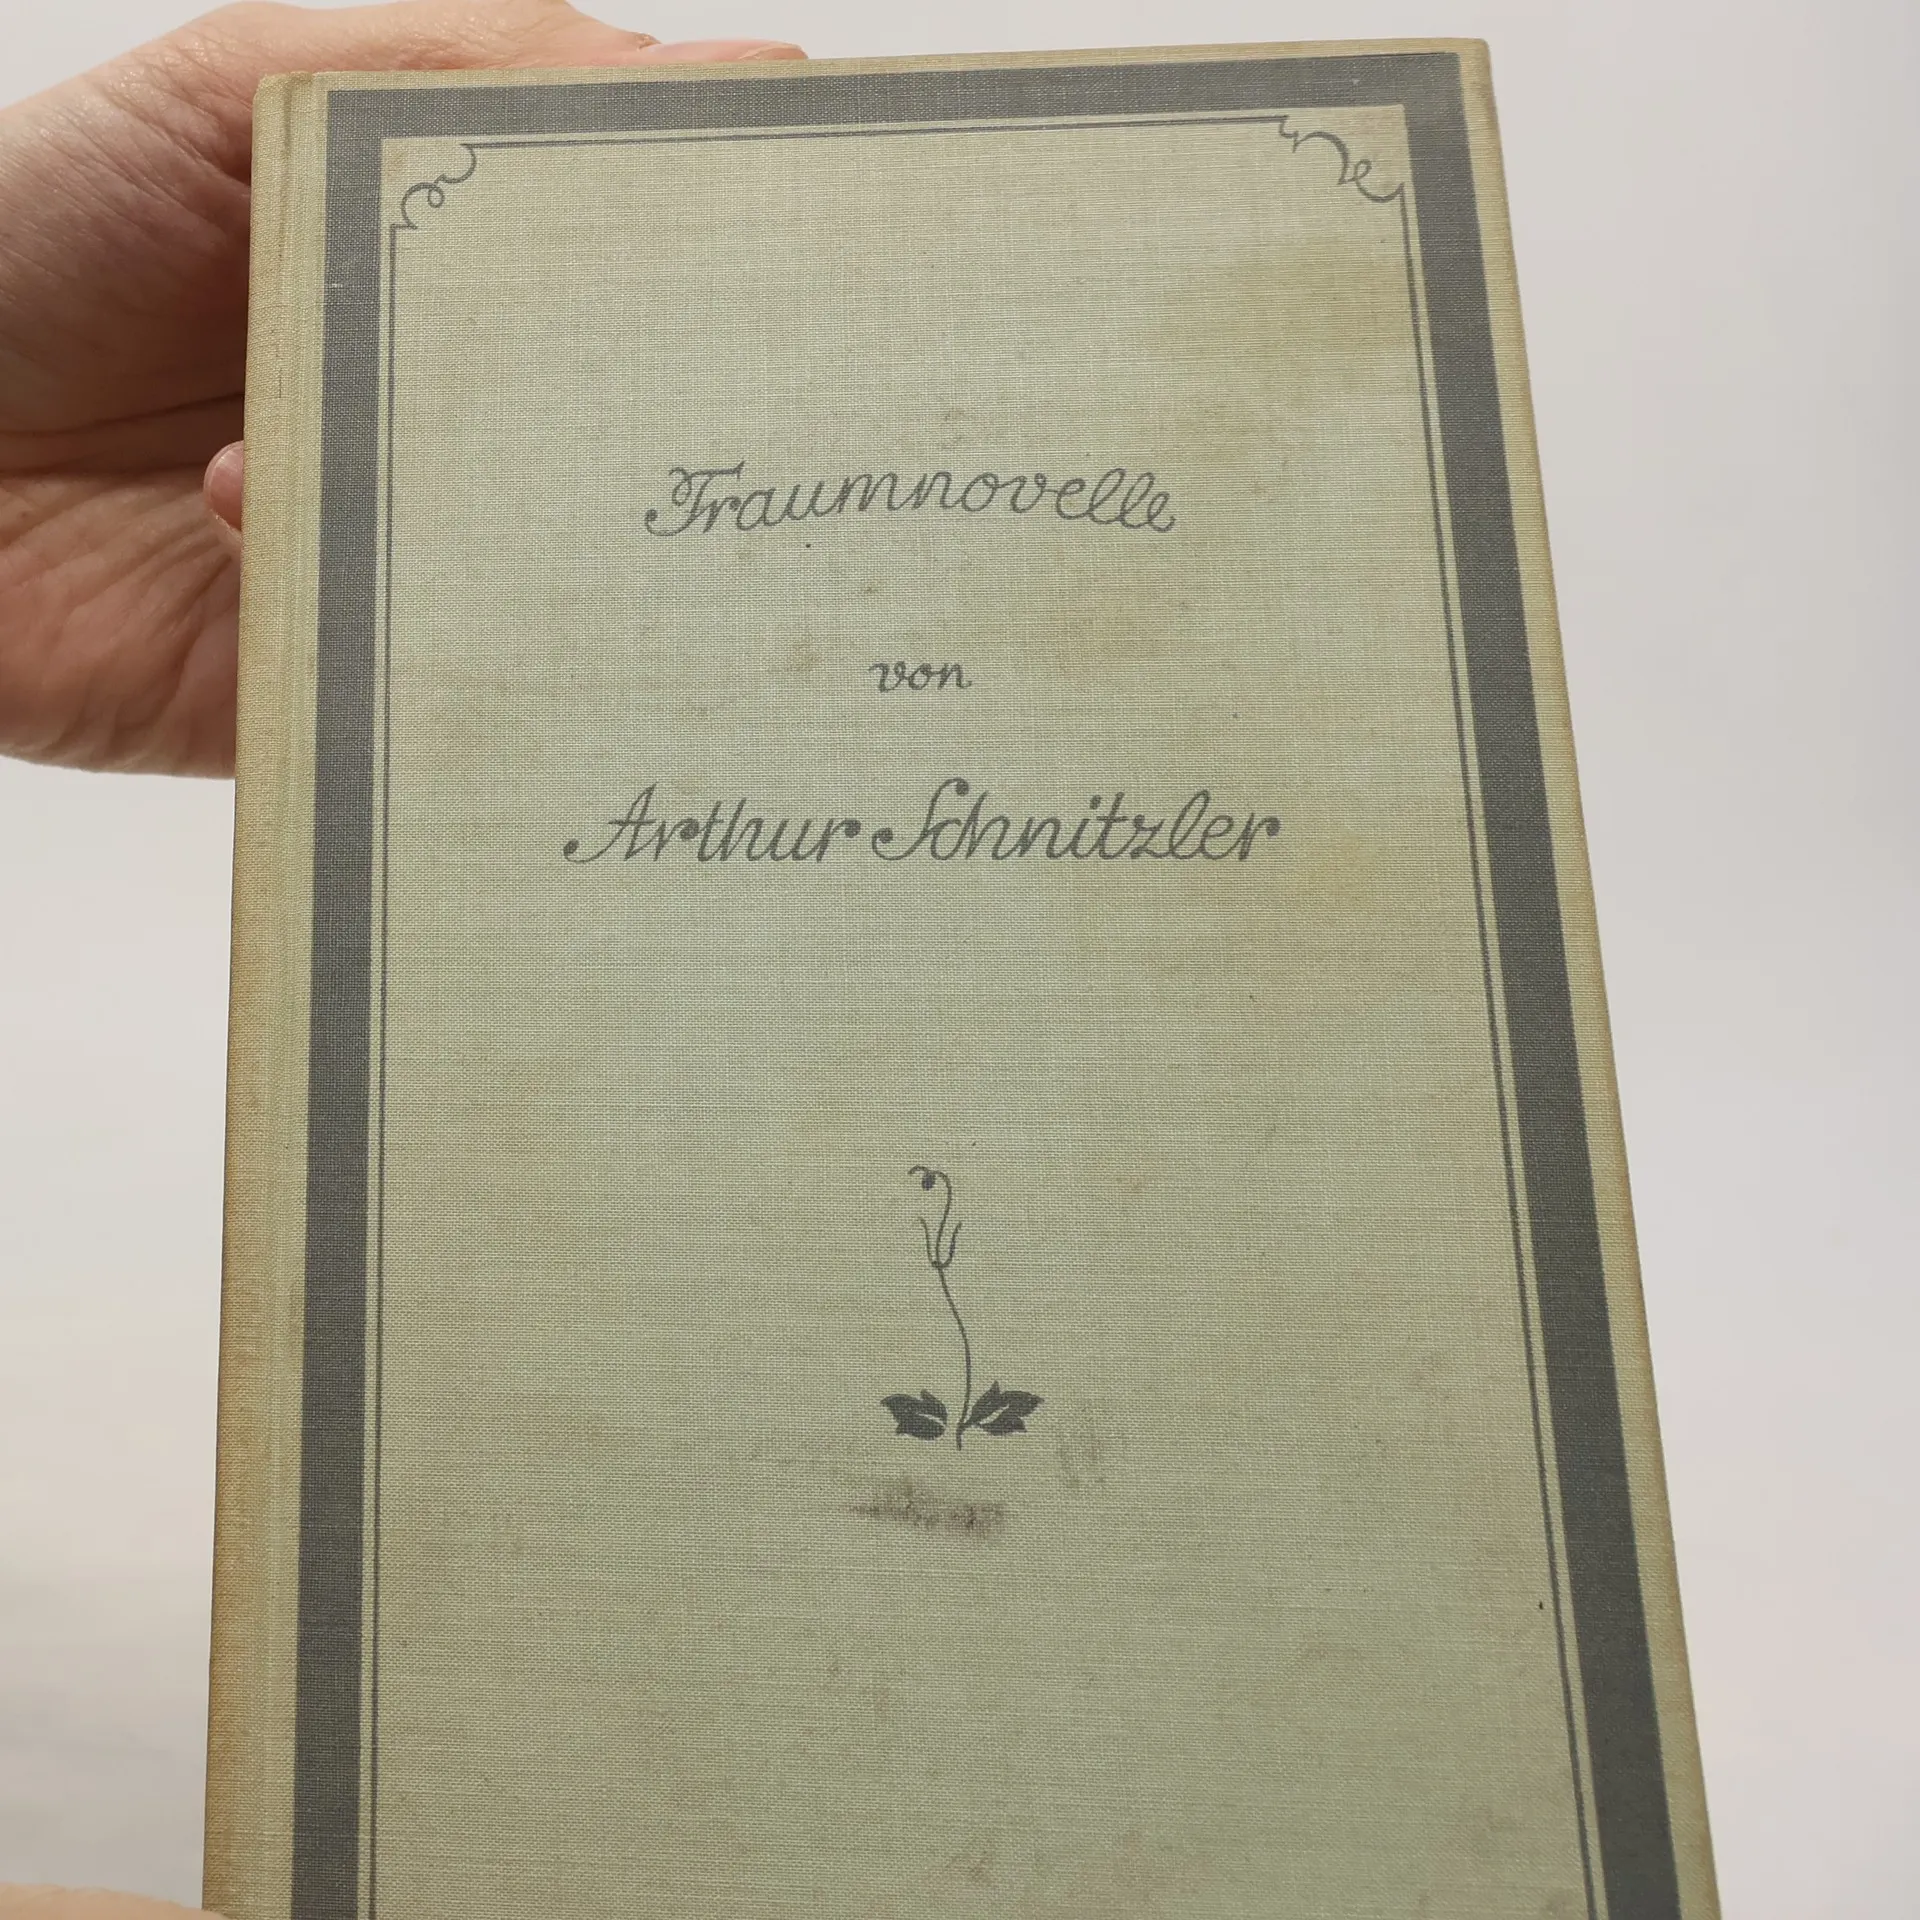 Traumnovelle
von
Arthur Schnitzler